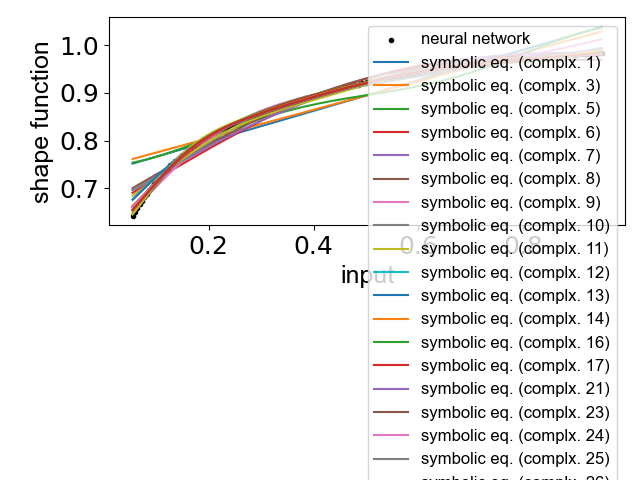 1.0
0.9
0.8
0.7
shape function
0.2
0.4
0.6
0.8
input
neural network
symbolic eq. (complx. 1)
symbolic eq. (complx. 3)
symbolic eq. (complx. 5)
symbolic eq. (complx. 6)
symbolic eq. (complx. 7)
symbolic eq. (complx. 8)
symbolic eq. (complx. 9)
symbolic eq. (complx. 10)
symbolic eq. (complx. 11)
symbolic eq. (complx. 12)
symbolic eq. (complx. 13)
symbolic eq. (complx. 14)
symbolic eq. (complx. 16)
symbolic eq. (complx. 17)
symbolic eq. (complx. 21)
symbolic eq. (complx. 23)
symbolic eq. (complx. 24)
symbolic eq. (complx. 25)